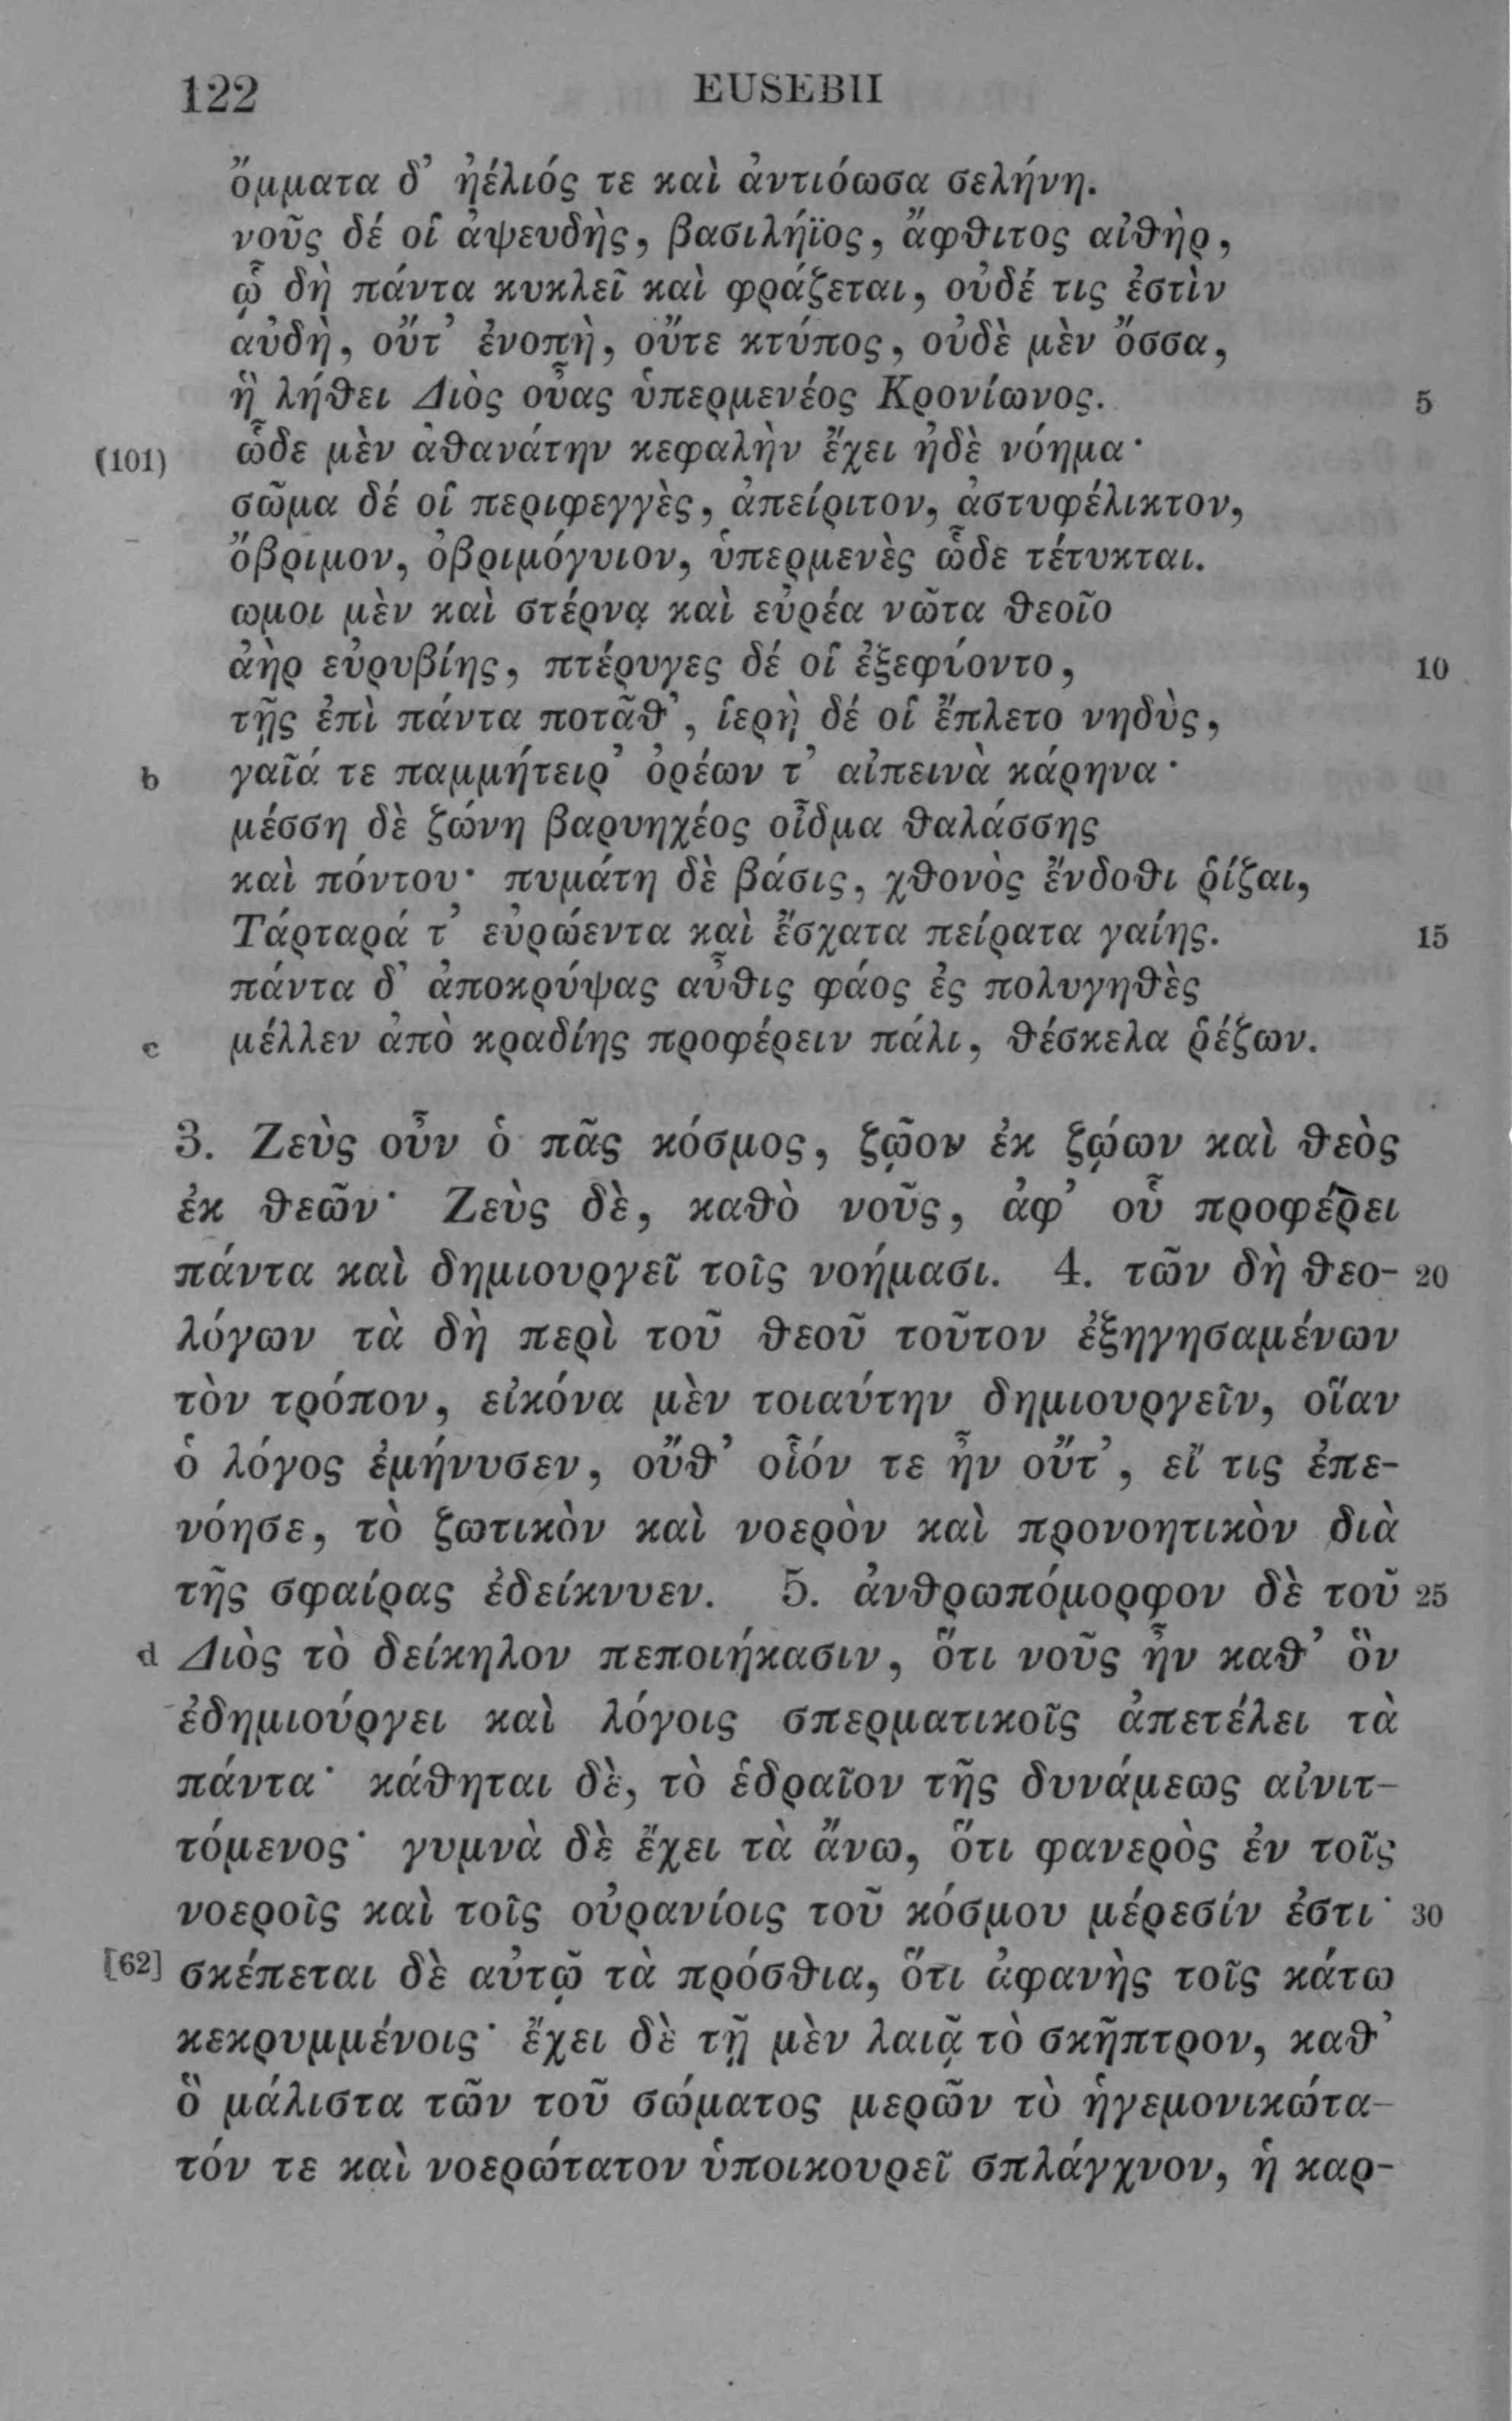 122 EUSEBII
ὄμματα δ’ ἠέλιός τε καὶ ἀντιόωσα σελήνη.
νοῦς δέ οἱ ἀψευδὴς, βασιλήϊος, ἄφθιτος αἰθὴρ,
ᾧ δὴ πάντα κυκλεῖ καὶ φράζεται, οὐδέ τις ἐστὶν
αὐδὴ, οὔτ’ ἐνοπὴ, οὔτε κτύπος, οὐδὲ μὲν ὄσσα,
ἣ λήθει Διὸς οὖας ὑπερμενέος Κρονίωνος. 5
(101) ὧδε μὲν ἀθανάτην κεφαλὴν ἔχει ἠδὲ νόημα·
σῶμα δέ οἱ περιφεγγὲς, ἀπείριτον, ἀστυφέλικτον,
ὄβριμον, ὀβριμόγυιον, ὑπερμενὲς ὧδε τέτυκται.
ωμοι μὲν καὶ στέρνα καὶ εὐρέα νῶτα θεοῖο
ἀὴρ εὐρυβίης, πτέρυγες δέ οἱ ἐξεφύοντο, 10
τῇς ἐπὶ πάντα ποτᾶθ’, ἱερὴ δέ οἱ ἔπλετο νηδὺς,
b γαῖά τε παμμήτειρ’ ὀρέων τ’ αἰπεινὰ κάρηνα·
μέσση δὲ ζώνη βαρυηχέος οἶδμα θαλάσσης
καὶ πόντου· πυμάτη δὲ βάσις, χθονὸς ἔνδοθι ῥίζαι,
Τάρταρά τ’ εὐρώεντα καὶ ἔσχατα πείρατα γαίης. 15
πάντα δ’ ἀποκρύψας αὖθις φάος ἐς πολυγηθὲς
c μέλλεν ἀπὸ κραδίης προφέρειν πάλι, θέσκελα ῥέζων.
3. Ζεὺς οὖν ὁ πᾶς κόσμος, ζῷον ἐκ ζῴων καὶ θεὸς
ἐκ θεῶν· Ζεὺς δὲ, καθὸ νοῦς, ἀφ’ οὗ προφέρει
πάντα καὶ δημιουργεῖ τοῖς νοήμασι. 4. τῶν δὴ θεο- 20
λόγων τὰ δὴ περὶ τοῦ θεοῦ τοῦτον ἐξηγησαμένων
τὸν τρόπον, εἰκόνα μὲν τοιαύτην δημιουργεῖν, οἵαν
ὁ λόγος ἐμήνυσεν, οὔθ’ οἷόν τε ἦν οὔτ’, εἴ τις ἐπε-
νόησε, τὸ ζωτικὸν καὶ νοερὸν καὶ προνοητικὸν διὰ
τῆς σφαίρας ἐδείκνυεν. 5. ἀνθρωπόμορφον δὲ τοῦ 25
d Διὸς τὸ δείκηλον πεποιήκασιν, ὅτι νοῦς ἦν καθ’ ὃν
ἐδημιούργει καὶ λόγοις σπερματικοῖς ἀπετέλει τὰ
πάντα· κάθηται δὲ, τὸ ἑδραῖον τῆς δυνάμεως αἰνιτ-
τόμενος· γυμνὰ δὲ ἔχει τὰ ἄνω, ὅτι φανερὸς ἐν τοῖς
νοεροῖς καὶ τοῖς οὐρανίοις τοῦ κόσμου μέρεσίν ἐστι· 30
[62] σκέπεται δὲ αὐτῷ τὰ πρόσθια, ὅτι ἀφανὴς τοῖς κάτω
κεκρυμμένοις· ἔχει δὲ τῇ μὲν λαιᾷ τὸ σκῆπτρον, καθ’
ὃ μάλιστα τῶν τοῦ σώματος μερῶν τὸ ἡγεμονικώτα-
τόν τε καὶ νοερώτατον ὑποικουρεῖ σπλάγχνον, ἡ καρ-